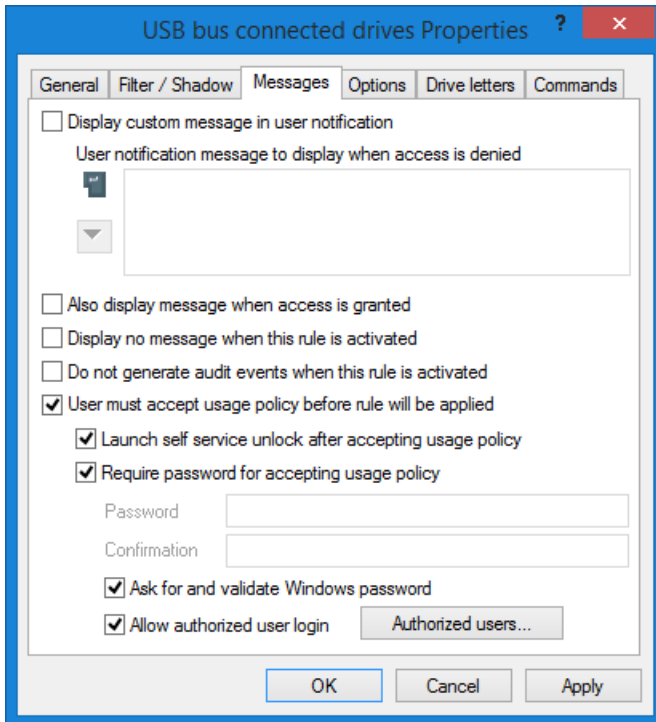 USB bus connected drives Properties ?
General Filter / Shadow Messages Options Drive letters Commands
Display custom message in user notification
User notification message to display when access is denied
Also display message when access is granted
Display no message when this rule is activated
Do not generate audit events when this rule is activated
User must accept usage policy before rule will be applied
Launch self service unlock after accepting usage policy
Require password for accepting usage policy
Password
Confirmation
Ask for and validate Windows password
Allow authorized user login Authorized users...
OK Cancel Apply